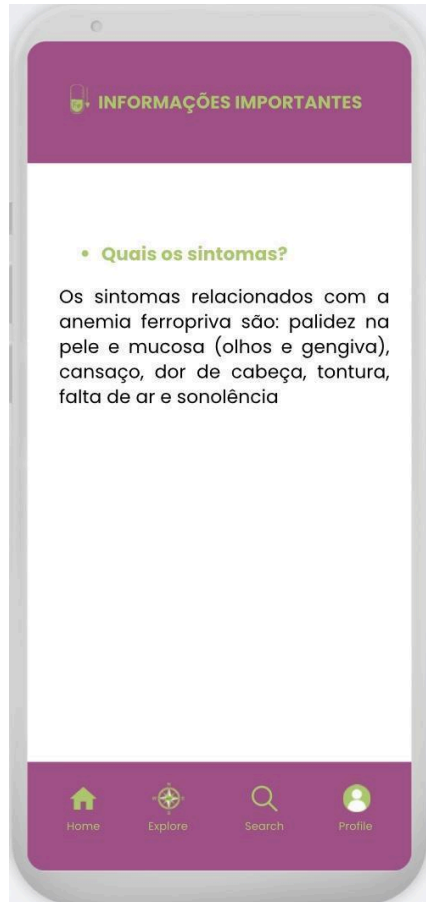 INFORMAÇÕES IMPORTANTES
• Quais os sintomas?
Os sintomas relacionados com a
anemia ferropriva são: palidez na
pele e mucosa (olhos e gengiva),
cansaço, dor de cabeça, tontura,
falta de ar e sonolência
Home Explore Search Profile